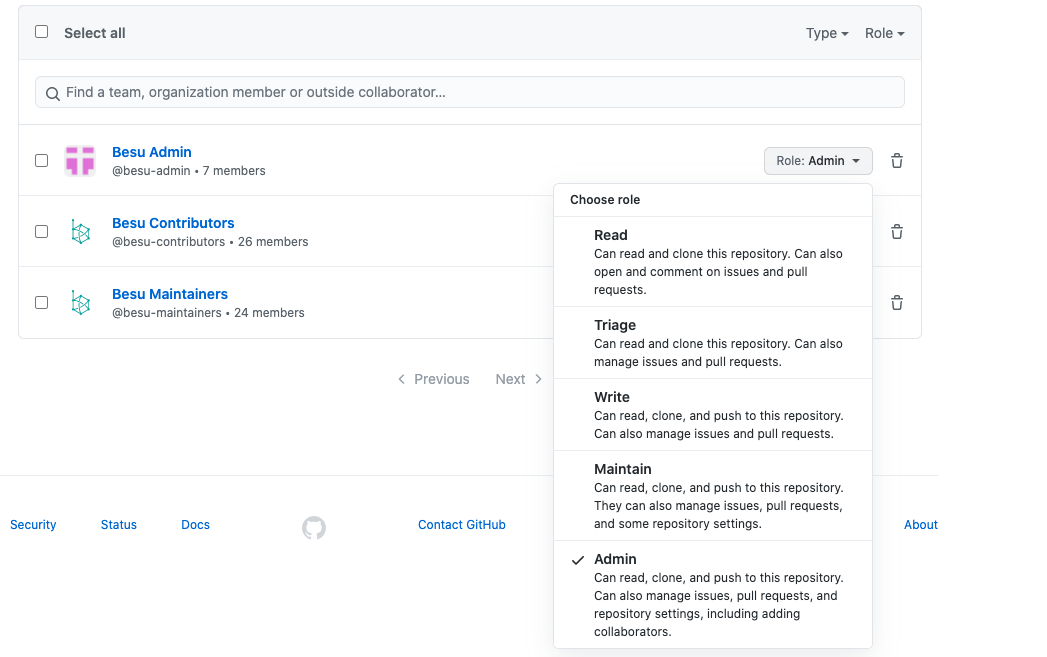 Select all
Type
Role
Find a team, organization member or outside collaborator...
Besu Admin
@besu-admin • 7 members
Role: Admin
Besu Contributors
@besu-contributors • 26 members
Besu Maintainers
@besu-maintainers • 24 members
Choose role
Read
Can read and clone this repository. Can also
open and comment on issues and pull
requests.
Triage
Can read and clone this repository. Can also
manage issues and pull requests.
Write
Can read, clone, and push to this repository.
Can also manage issues and pull requests.
Maintain
Can read, clone, and push to this repository.
They can also manage issues, pull requests,
and some repository settings.
Admin
Can read, clone, and push to this repository.
Can also manage issues, pull requests, and
repository settings, including adding
collaborators.
Previous
Next
Security
Status
Docs
Contact GitHub
About